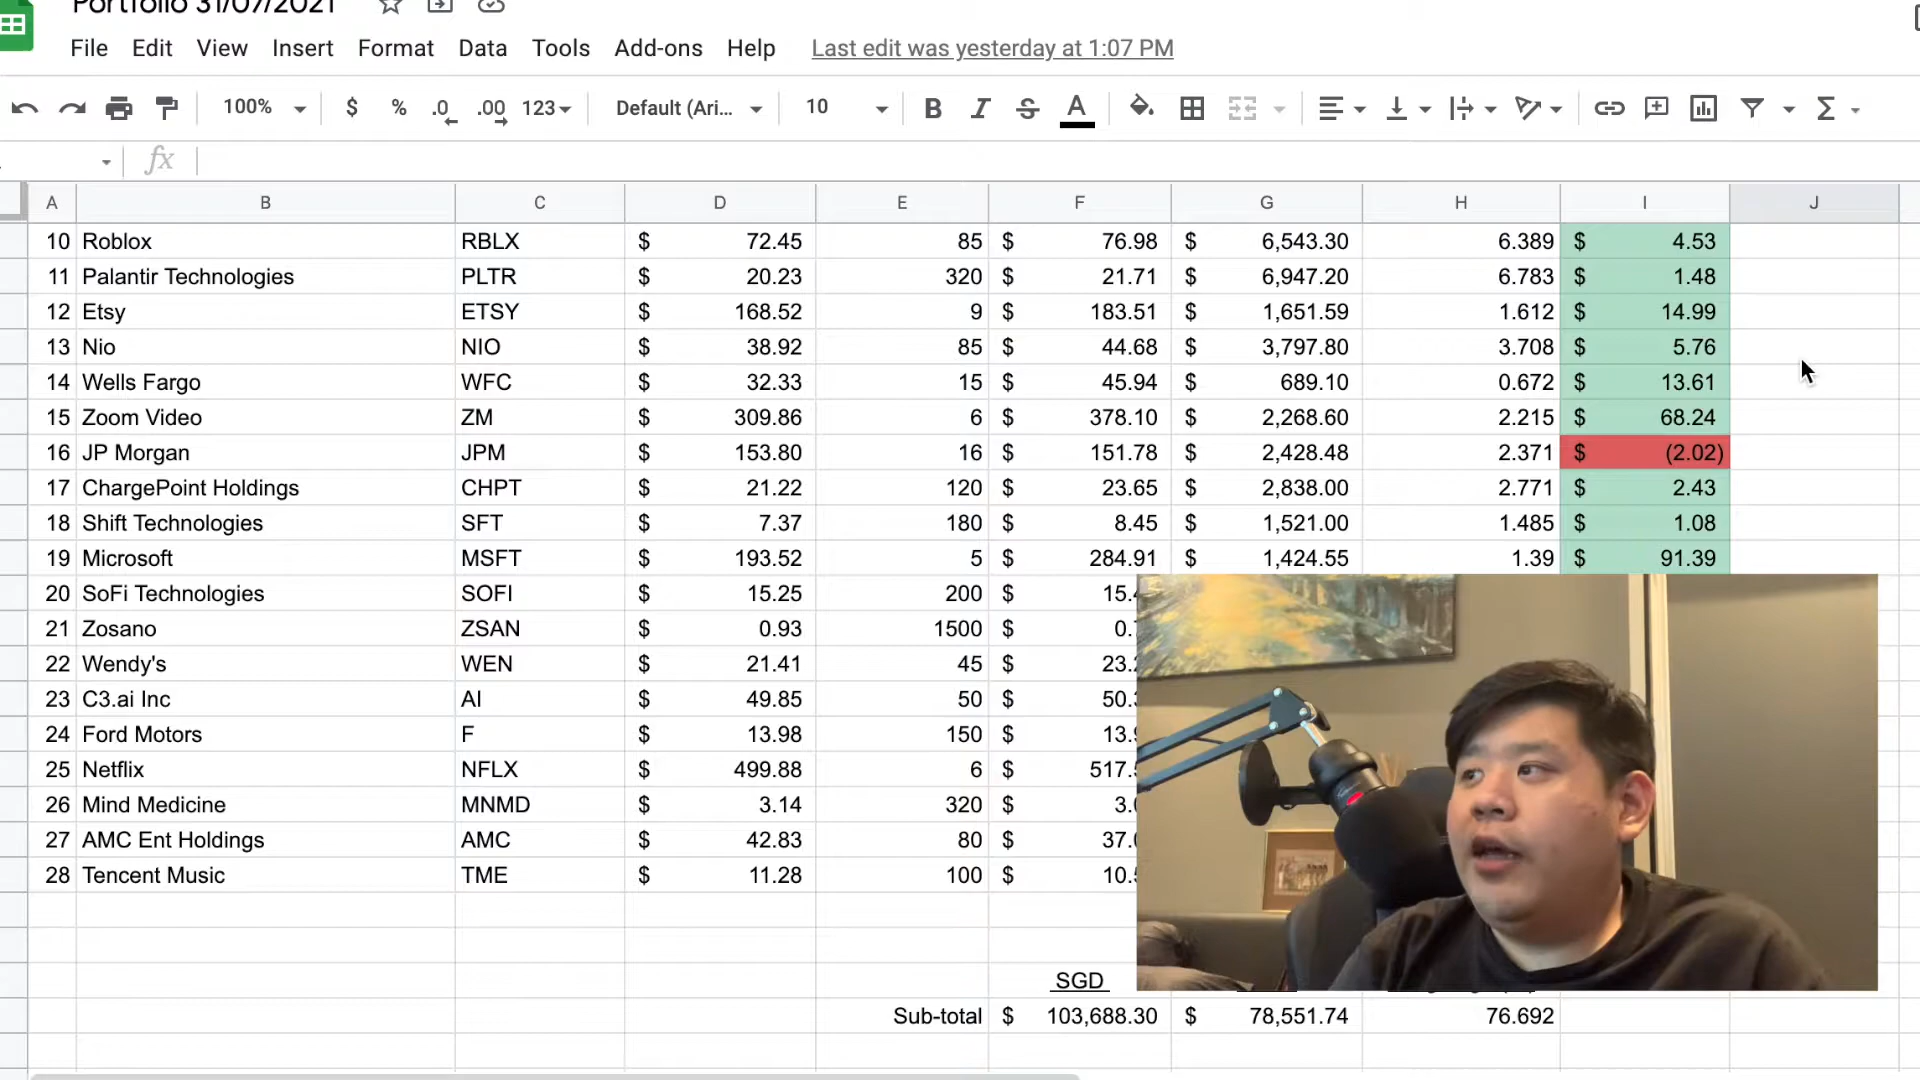 Portfolio 31/07/2021
File Edit View Insert Format Data Tools Add-ons Help Last edit was yesterday at 1:07 PM
100% $ % .0 .00 123 Default (Ari... 10 B I S A Σ
fx
A B C D E F G H I J
10 Roblox RBLX $ 72.45 85 $ 76.98 $ 6,543.30 6.389 $ 4.53
11 Palantir Technologies PLTR $ 20.23 320 $ 21.71 $ 6,947.20 6.783 $ 1.48
12 Etsy ETSY $ 168.52 9 $ 183.51 $ 1,651.59 1.612 $ 14.99
13 Nio NIO $ 38.92 85 $ 44.68 $ 3,797.80 3.708 $ 5.76
14 Wells Fargo WFC $ 32.33 15 $ 45.94 $ 689.10 0.672 $ 13.61
15 Zoom Video ZM $ 309.86 6 $ 378.10 $ 2,268.60 2.215 $ 68.24
16 JP Morgan JPM $ 153.80 16 $ 151.78 $ 2,428.48 2.371 $ (2.02)
17 ChargePoint Holdings CHPT $ 21.22 120 $ 23.65 $ 2,838.00 2.771 $ 2.43
18 Shift Technologies SFT $ 7.37 180 $ 8.45 $ 1,521.00 1.485 $ 1.08
19 Microsoft MSFT $ 193.52 5 $ 284.91 $ 1,424.55 1.39 $ 91.39
20 SoFi Technologies SOFI $ 15.25 200 $ 15.
21 Zosano ZSAN $ 0.93 1500 $ 0.
22 Wendy's WEN $ 21.41 45 $ 23.
23 C3.ai Inc AI $ 49.85 50 $ 50.
24 Ford Motors F $ 13.98 150 $ 13.
25 Netflix NFLX $ 499.88 6 $ 517.
26 Mind Medicine MNMD $ 3.14 320 $ 3.
27 AMC Ent Holdings AMC $ 42.83 80 $ 37.
28 Tencent Music TME $ 11.28 100 $ 10.
SGD
Sub-total $ 103,688.30 $ 78,551.74 76.692